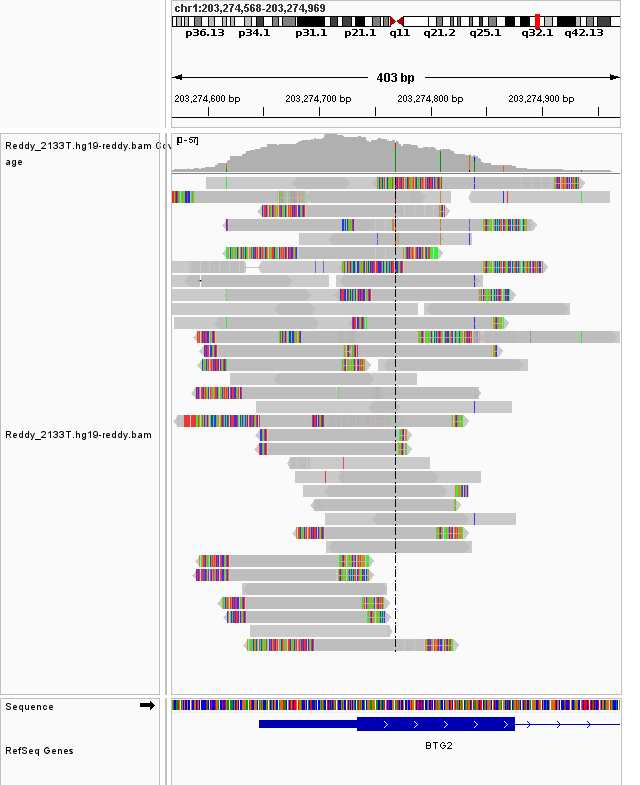 chr1:203,274,568-203,274,969
p36.13 p34.1 p31.1 p21.1 q11 q21.2 q25.1 q32.1 q42.13
403 bp
203,274,600 bp 203,274,700 bp 203,274,800 bp 203,274,900 bp
Reddy_2133T.hg19-reddy.bam Cov
age
[0-57]
Reddy_2133T.hg19-reddy.bam
Sequence
RefSeq Genes
BTG2